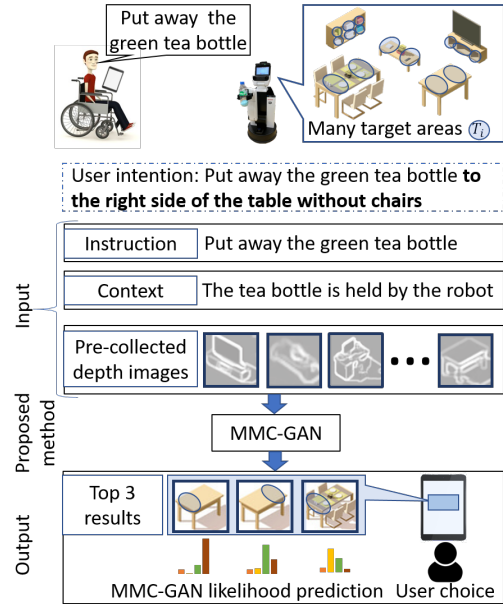 Put away the
green tea bottle
Many target areas Ti
User intention: Put away the green tea bottle to
the right side of the table without chairs
Input
Instruction
Put away the green tea bottle
Context
The tea bottle is held by the robot
Pre-collected
depth images
Proposed
method
MMC-GAN
Output
Top 3
results
MMC-GAN likelihood prediction
User choice